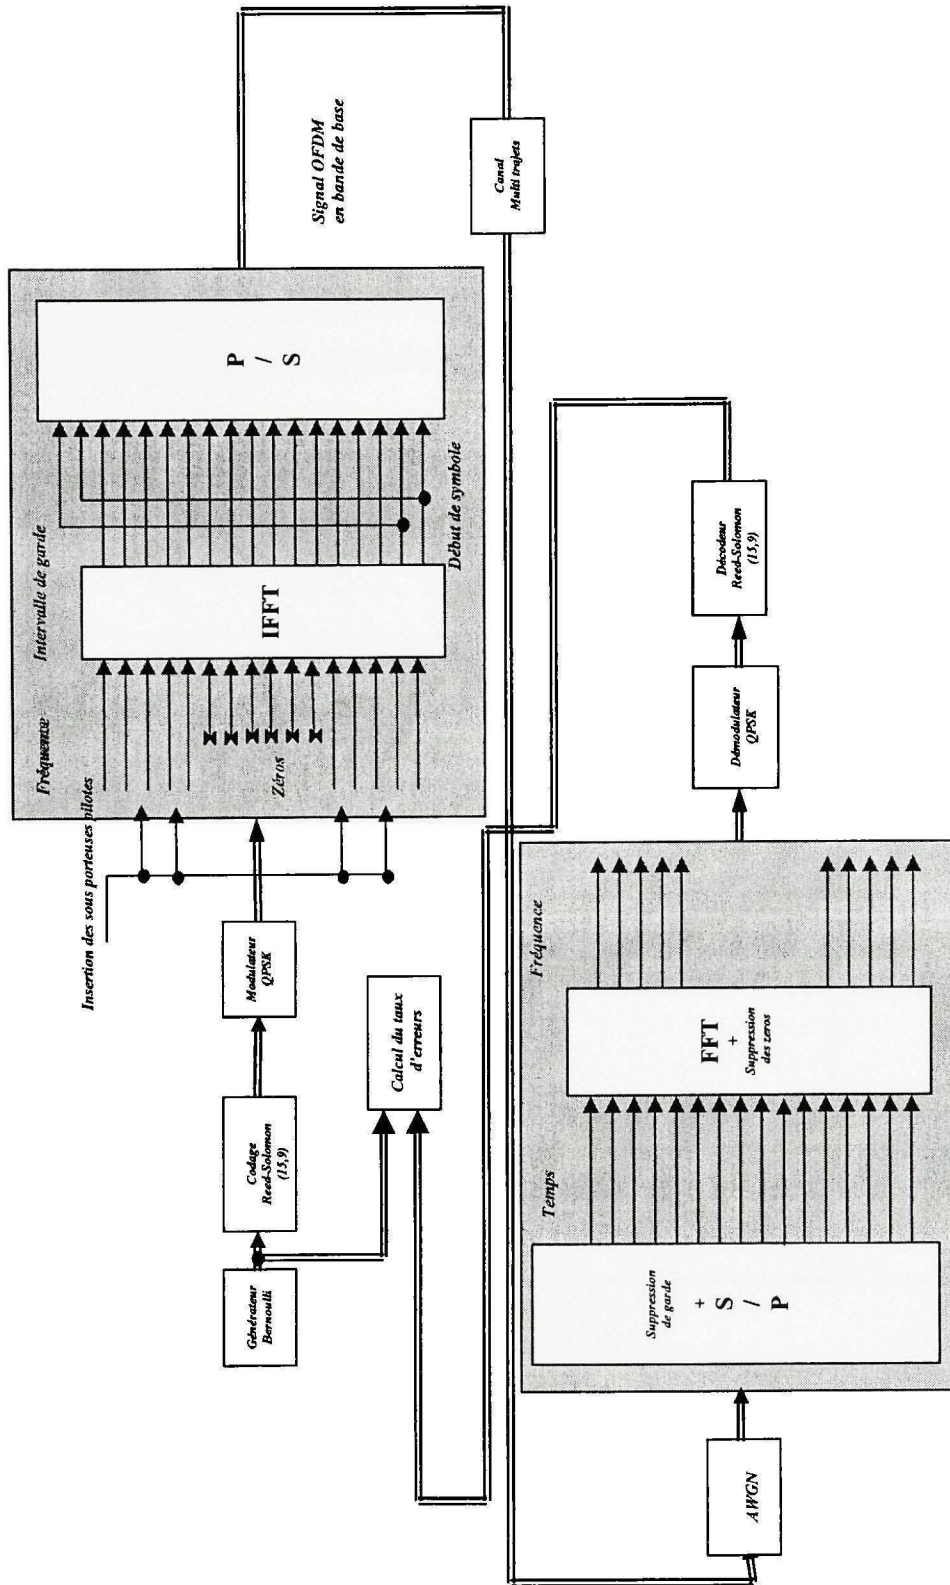 Générateur
Bernoulli
Codage
Reed-Solomon
(15,9)
Modulateur
QPSK
Insertion des sous porteuses pilotes
Fréquence
Zéros
IFFT
Intervalle de garde
Début de symbole
P
/
S
Signal OFDM
en bande de base
Canal
Multi trajets
Calcul du taux
d'erreurs
AWGN
Suppression
de garde
+
S
/
P
Temps
FFT
+
Suppression
des zeros
Fréquence
Démodulateur
QPSK
Décodeur
Reed-Solomon
(15,9)